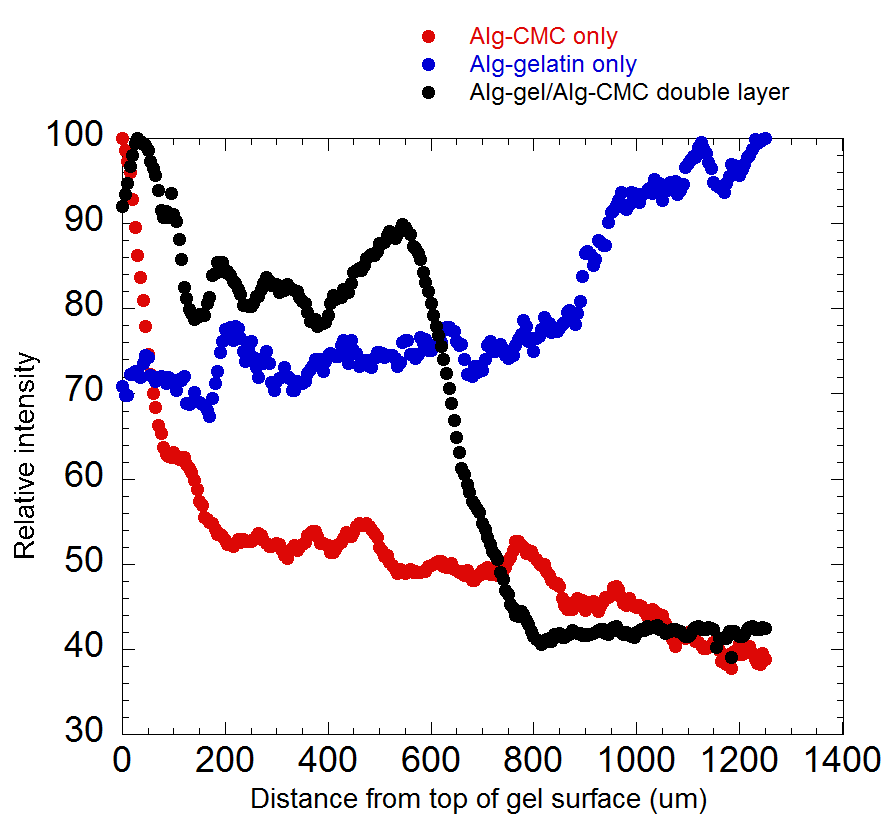 Alg-CMC only
Alg-gelatin only
Alg-gel/Alg-CMC double layer
100
90
80
70
60
50
40
30
Relative intensity
0 200 400 600 800 1000 1200 1400
Distance from top of gel surface (um)